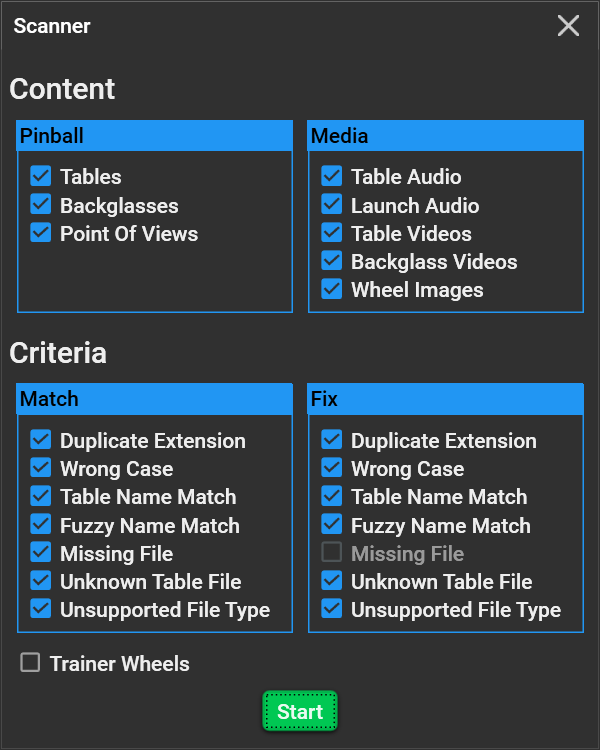 Scanner
Content
Pinball
Tables
Backglasses
Point Of Views
Media
Table Audio
Launch Audio
Table Videos
Backglass Videos
Wheel Images
Criteria
Match
Duplicate Extension
Wrong Case
Table Name Match
Fuzzy Name Match
Missing File
Unknown Table File
Unsupported File Type
Fix
Duplicate Extension
Wrong Case
Table Name Match
Fuzzy Name Match
Missing File
Unknown Table File
Unsupported File Type
Trainer Wheels
Start